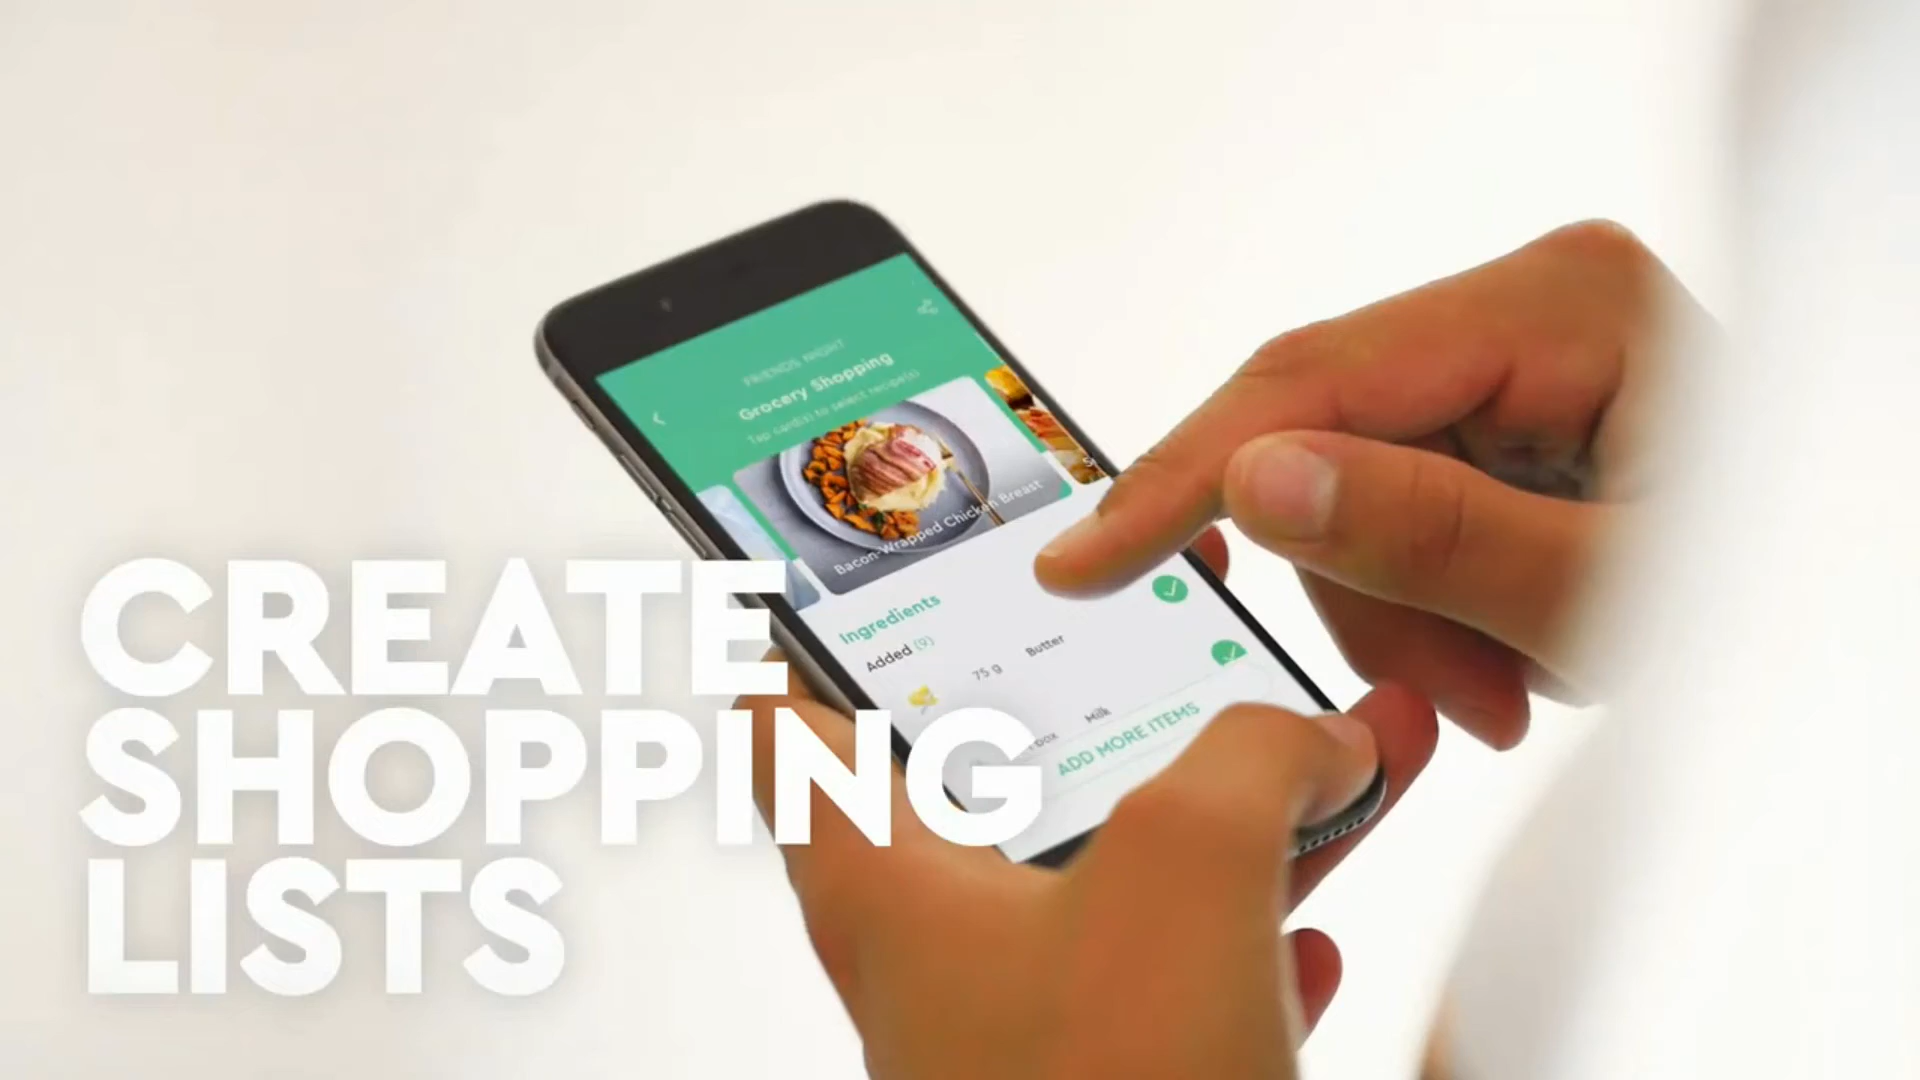 FRIENDS NIGHT
Grocery Shopping
Tap card(s) to select recipe(s)
Bacon-Wrapped Chicken Breast
Ingredients
Added (9)
75 g Butter
Milk
ADD MORE ITEMS
CREATE
SHOPPING
LISTS